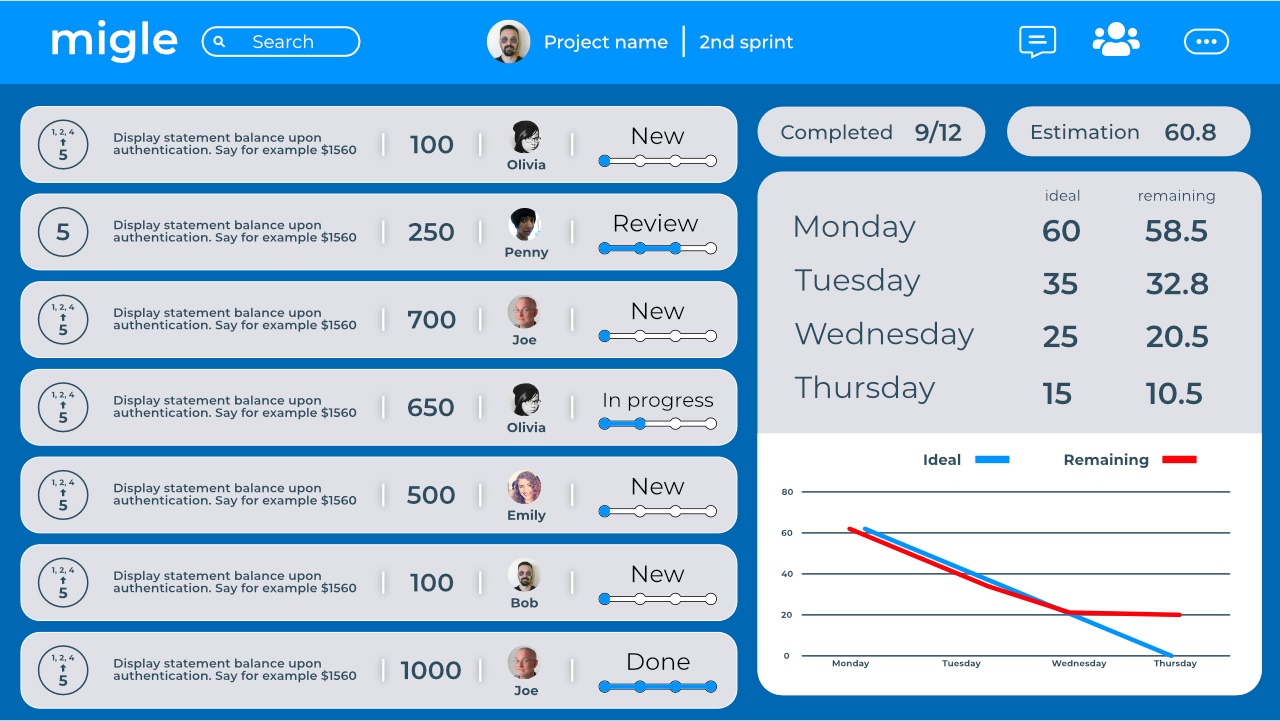 migle
Search
Project name
2nd sprint
1, 2, 4
5
Display statement balance upon
authentication. Say for example $1560
100
Olivia
New
5
Display statement balance upon
authentication. Say for example $1560
250
Penny
Review
1, 2, 4
5
Display statement balance upon
authentication. Say for example $1560
700
Joe
New
1, 2, 4
5
Display statement balance upon
authentication. Say for example $1560
650
Olivia
In progress
1, 2, 4
5
Display statement balance upon
authentication. Say for example $1560
500
Emily
New
1, 2, 4
5
Display statement balance upon
authentication. Say for example $1560
100
Bob
New
1, 2, 4
5
Display statement balance upon
authentication. Say for example $1560
1000
Joe
Done
Completed 9/12
Estimation 60.8
ideal remaining
Monday 60 58.5
Tuesday 35 32.8
Wednesday 25 20.5
Thursday 15 10.5
Ideal
Remaining
80
60
40
20
0
Monday Tuesday Wednesday Thursday